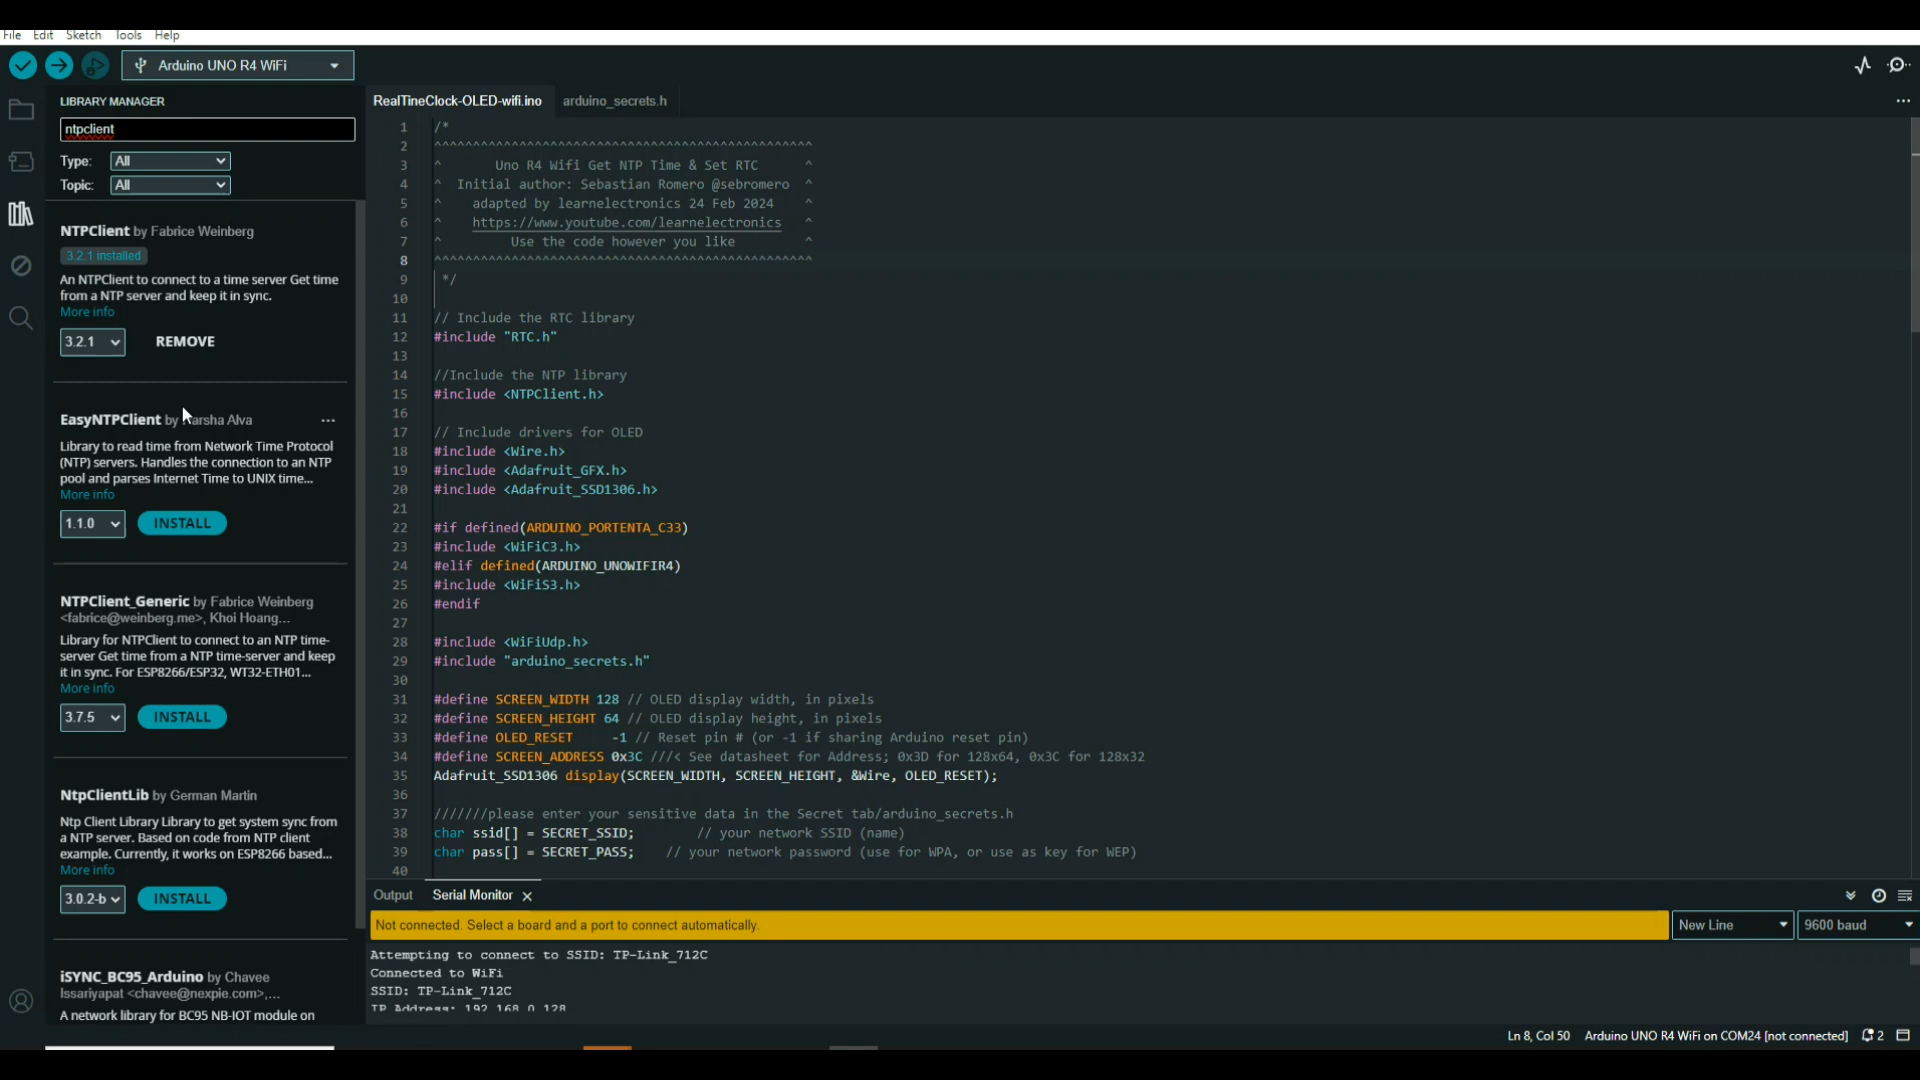 File Edit Sketch Tools Help
Arduino UNO R4 WiFi
LIBRARY MANAGER
ntpclient
Type: All
Topic: All
NTPClient by Fabrice Weinberg
3.2.1 installed
An NTPClient to connect to a time server Get time
from a NTP server and keep it in sync.
More info
3.2.1 REMOVE
EasyNTPClient by Harsha Alva
Library to read time from Network Time Protocol
(NTP) servers. Handles the connection to an NTP
pool and parses Internet Time to UNIX time...
More info
1.1.0 INSTALL
NTPClient_Generic by Fabrice Weinberg
<fabrice@weinberg.me>, Khoi Hoang...
Library for NTPClient to connect to an NTP time-
server Get time from a NTP time-server and keep
it in sync. For ESP8266/ESP32, WT32-ETH01...
More info
3.7.5 INSTALL
NtpClientLib by German Martin
Ntp Client Library Library to get system sync from
a NTP server. Based on code from NTP client
example. Currently, it works on ESP8266 based...
More info
3.0.2-b INSTALL
iSYNC_BC95_Arduino by Chavee
Issariyapat <chavee@nexpie.com>,...
A network library for BC95 NB-IOT module on
RealTineClock-OLED-wifi.ino arduino_secrets.h
1 /*
2 ^^^^^^^^^^^^^^^^^^^^^^^^^^^^^^^^^^^^^^^^^^^^^^^^^
3 ^ Uno R4 Wifi Get NTP Time & Set RTC ^
4 ^ Initial author: Sebastian Romero @sebromero ^
5 ^ adapted by learnelectronics 24 Feb 2024 ^
6 ^ https://www.youtube.com/learnelectronics ^
7 ^ Use the code however you like ^
8 ^^^^^^^^^^^^^^^^^^^^^^^^^^^^^^^^^^^^^^^^^^^^^^^^^
9 */
10
11 // Include the RTC library
12 #include "RTC.h"
13
14 //Include the NTP library
15 #include <NTPClient.h>
16
17 // Include drivers for OLED
18 #include <Wire.h>
19 #include <Adafruit_GFX.h>
20 #include <Adafruit_SSD1306.h>
21
22 #if defined(ARDUINO_PORTENTA_C33)
23 #include <WiFiC3.h>
24 #elif defined(ARDUINO_UNOWIFIR4)
25 #include <WiFiS3.h>
26 #endif
27
28 #include <WiFiUdp.h>
29 #include "arduino_secrets.h"
30
31 #define SCREEN_WIDTH 128 // OLED display width, in pixels
32 #define SCREEN_HEIGHT 64 // OLED display height, in pixels
33 #define OLED_RESET -1 // Reset pin # (or -1 if sharing Arduino reset pin)
34 #define SCREEN_ADDRESS 0x3C ///< See datasheet for Address; 0x3D for 128x64, 0x3C for 128x32
35 Adafruit_SSD1306 display(SCREEN_WIDTH, SCREEN_HEIGHT, &Wire, OLED_RESET);
36
37 ///////please enter your sensitive data in the Secret tab/arduino_secrets.h
38 char ssid[] = SECRET_SSID; // your network SSID (name)
39 char pass[] = SECRET_PASS; // your network password (use for WPA, or use as key for WEP)
40
Output Serial Monitor
Not connected. Select a board and a port to connect automatically.
New Line 9600 baud
Attempting to connect to SSID: TP-Link_712C
Connected to WiFi
SSID: TP-Link_712C
IP Address: 192.168.0.128
Ln 8, Col 50 Arduino UNO R4 WiFi on COM24 [not connected] 2